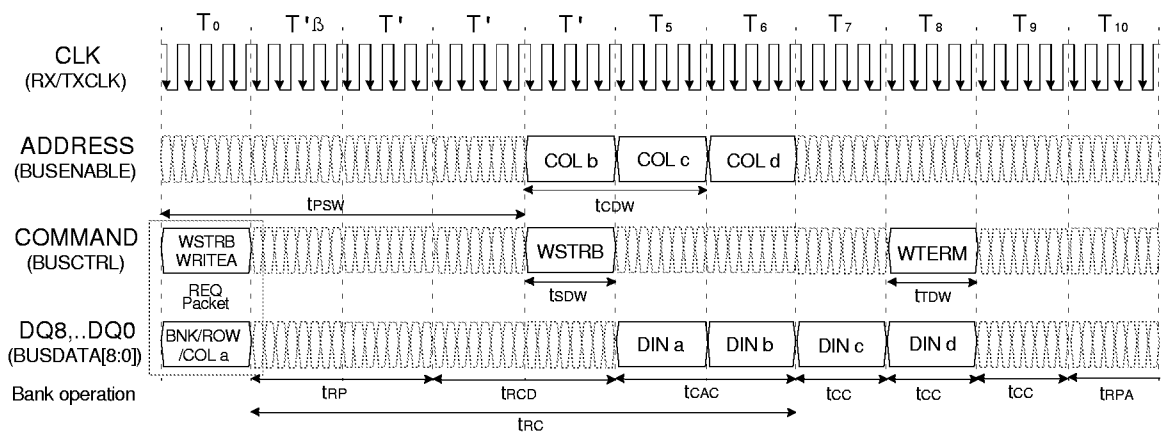 T0 T'ß T' T' T' T5 T6 T7 T8 T9 T10
CLK
(RX/TXCLK)
ADDRESS
(BUSENABLE)
COL b COL c COL d
tPSW tCDW
COMMAND
(BUSCTRL)
WSTRB
WRITEA
WSTRB
WTERM
REQ
Packet
tSDW tTDW
DQ8,..DQ0
(BUSDATA[8:0])
BNK/ROW
/COL a
DIN a DIN b DIN c DIN d
Bank operation tRP tRCD tCAC tCC tCC tCC tRPA
tRC